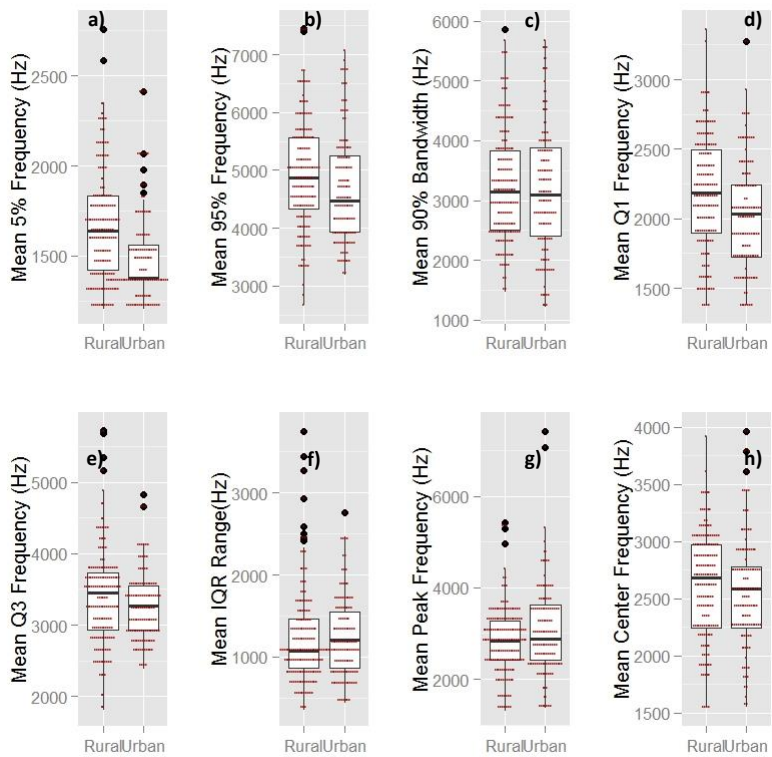 a)
Mean 5% Frequency (Hz)
2500
2000
1500
Rural Urban
b)
Mean 95% Frequency (Hz)
7000
6000
5000
4000
3000
Rural Urban
c)
Mean 90% Bandwidth (Hz)
6000
5000
4000
3000
2000
1000
Rural Urban
d)
Mean Q1 Frequency (Hz)
3000
2500
2000
1500
Rural Urban
e)
Mean Q3 Frequency (Hz)
5000
4000
3000
2000
Rural Urban
f)
Mean IQR Range(Hz)
3000
2000
1000
Rural Urban
g)
Mean Peak Frequency (Hz)
6000
4000
2000
Rural Urban
h)
Mean Center Frequency (Hz)
4000
3500
3000
2500
2000
1500
Rural Urban